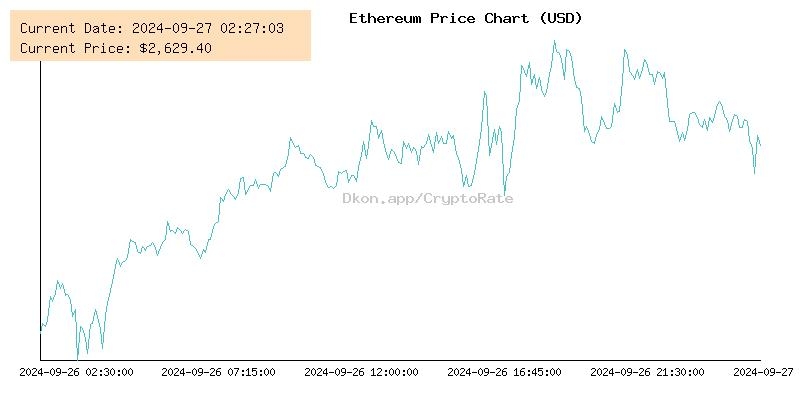 Ethereum Price Chart (USD)
Current Date: 2024-09-27 02:27:03
Current Price: $2,629.40
Dkon.app/CryptoRate
2024-09-26 02:30:00 2024-09-26 07:15:00 2024-09-26 12:00:00 2024-09-26 16:45:00 2024-09-26 21:30:00 2024-09-27